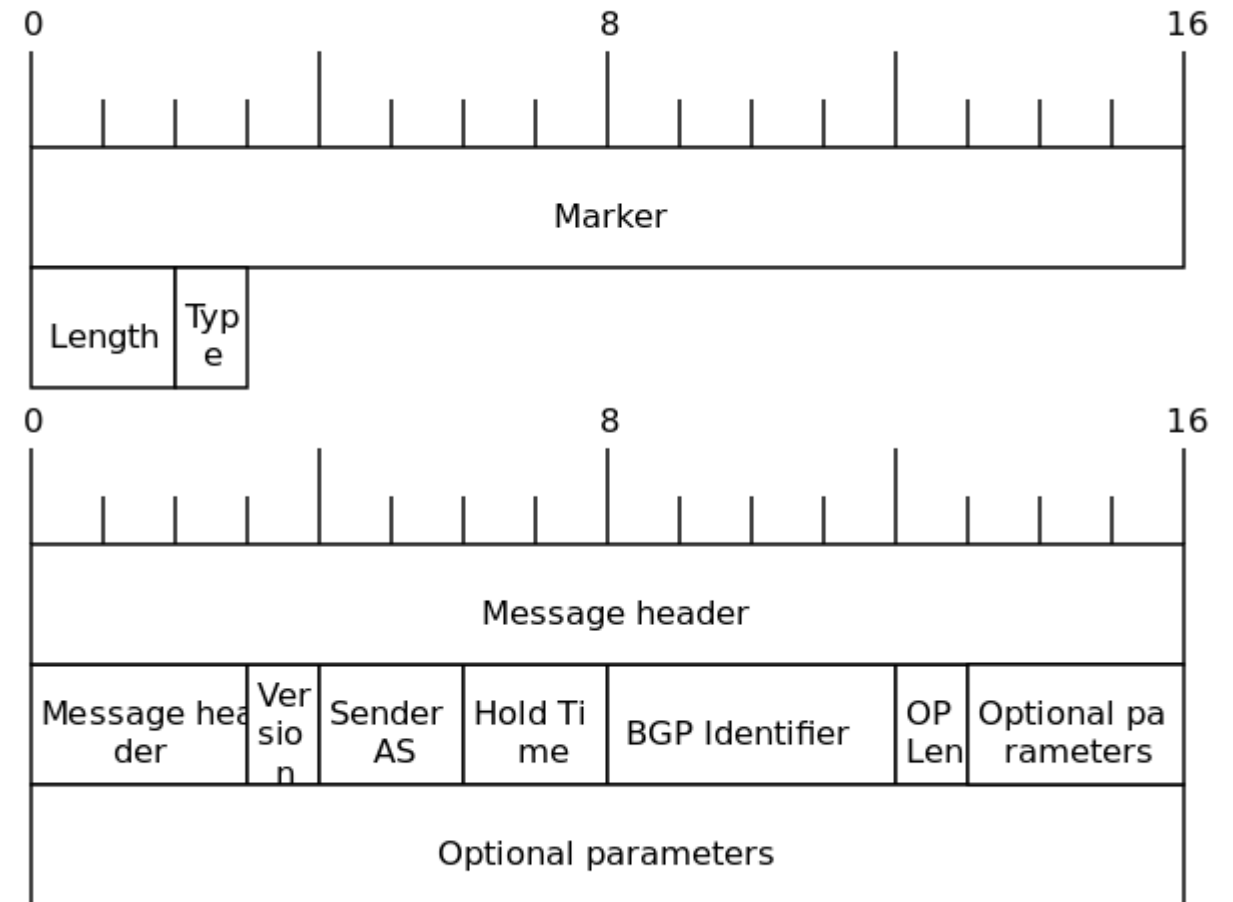 0 8 16
Marker
Length
Typ
e
0 8 16
Message header
Message hea
der
Ver
sio
n
Sender
AS
Hold Ti
me
BGP Identifier
OP
Len
Optional pa
rameters
Optional parameters